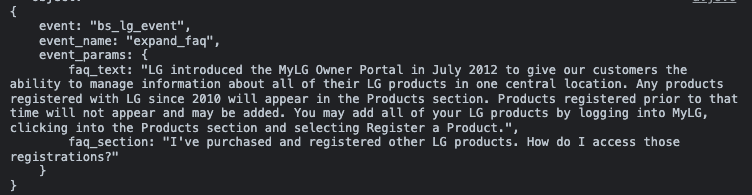 {
event: "bs_lg_event",
event_name: "expand_faq",
event_params: {
faq_text: "LG introduced the MyLG Owner Portal in July 2012 to give our customers the
ability to manage information about all of their LG products in one central location. Any products
registered with LG since 2010 will appear in the Products section. Products registered prior to that
time will not appear and may be added. You may add all of your LG products by logging into MyLG,
clicking into the Products section and selecting Register a Product.",
faq_section: "I've purchased and registered other LG products. How do I access those
registrations?"
}
}